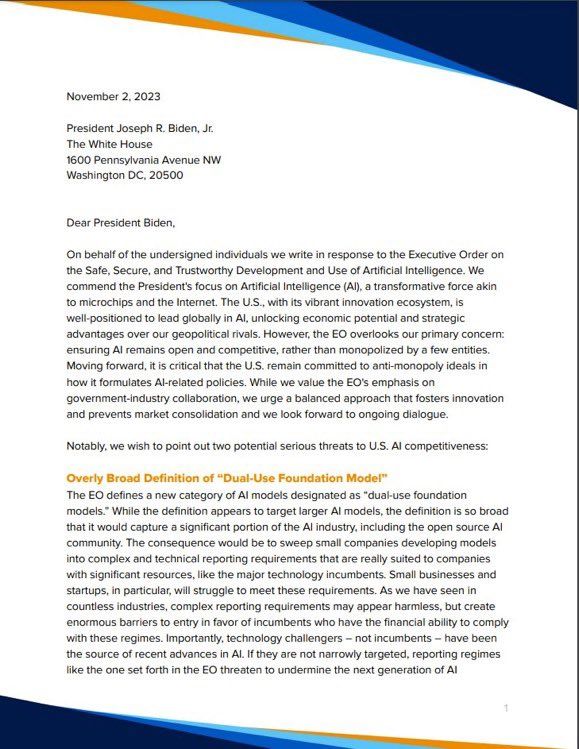 November 2, 2023
President Joseph R. Biden, Jr.
The White House
1600 Pennsylvania Avenue NW
Washington DC, 20500
Dear President Biden,
On behalf of the undersigned individuals we write in response to the Executive Order on
the Safe, Secure, and Trustworthy Development and Use of Artificial Intelligence. We
commend the President's focus on Artificial Intelligence (AI), a transformative force akin
to microchips and the Internet. The U.S., with its vibrant innovation ecosystem, is
well-positioned to lead globally in AI, unlocking economic potential and strategic
advantages over our geopolitical rivals. However, the EO overlooks our primary concern:
ensuring AI remains open and competitive, rather than monopolized by a few entities.
Moving forward, it is critical that the U.S. remain committed to anti-monopoly ideals in
how it formulates AI-related policies. While we value the EO's emphasis on
government-industry collaboration, we urge a balanced approach that fosters innovation
and prevents market consolidation and we look forward to ongoing dialogue.
Notably, we wish to point out two potential serious threats to U.S. AI competitiveness:
Overly Broad Definition of “Dual-Use Foundation Model”
The EO defines a new category of AI models designated as “dual-use foundation
models.” While the definition appears to target larger AI models, the definition is so broad
that it would capture a significant portion of the AI industry, including the open source AI
community. The consequence would be to sweep small companies developing models
into complex and technical reporting requirements that are really suited to companies
with significant resources, like the major technology incumbents. Small businesses and
startups, in particular, will struggle to meet these requirements. As we have seen in
countless industries, complex reporting requirements may appear harmless, but create
enormous barriers to entry in favor of incumbents who have the financial ability to comply
with these regimes. Importantly, technology challengers – not incumbents – have been
the source of recent advances in AI. If they are not narrowly targeted, reporting regimes
like the one set forth in the EO threaten to undermine the next generation of AI
1